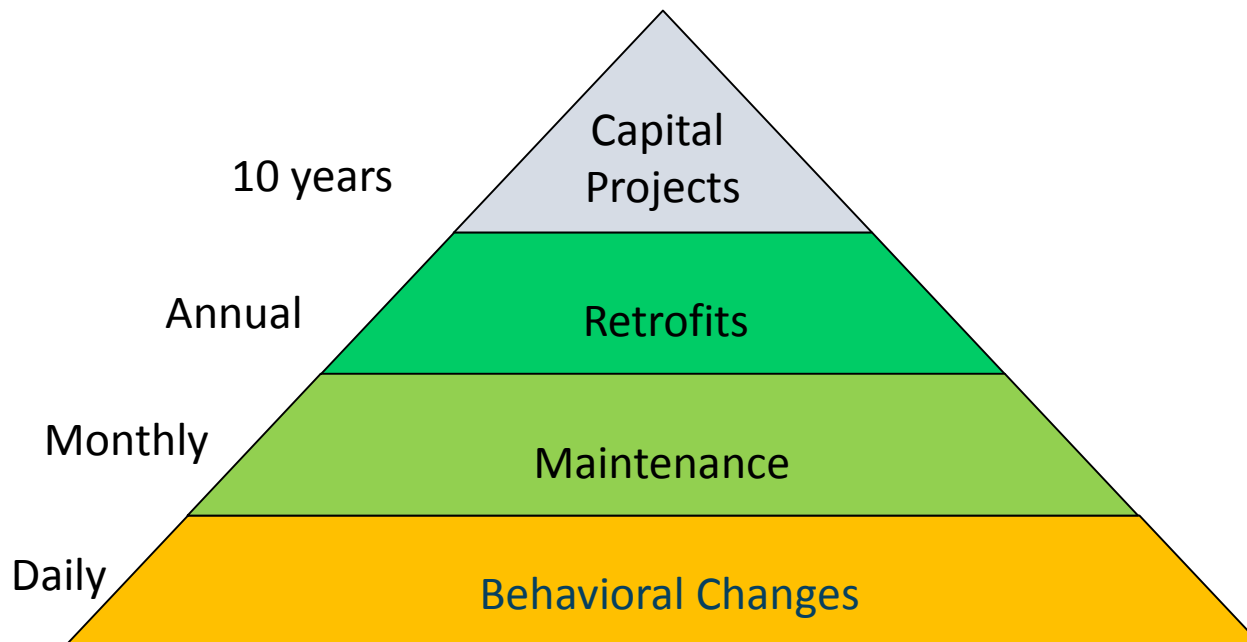 Capital
Projects
10 years
Retrofits
Annual
Maintenance
Monthly
Behavioral Changes
Daily